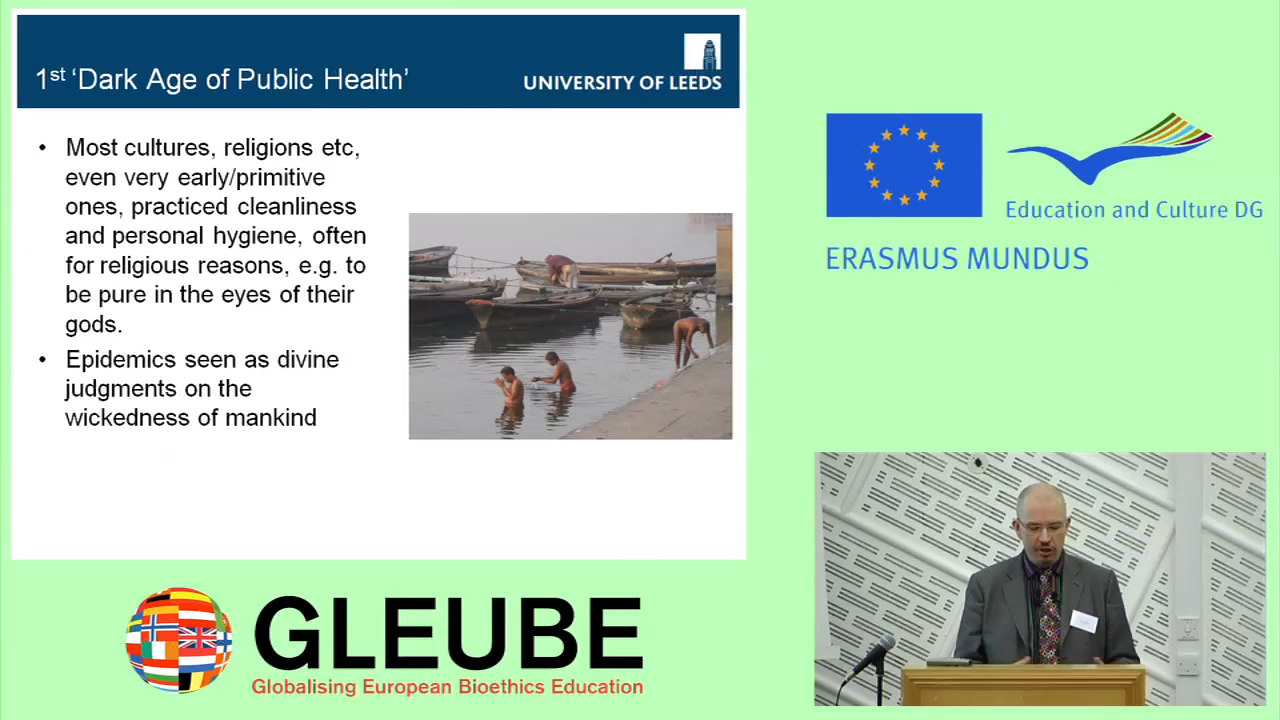 1st ‘Dark Age of Public Health’
UNIVERSITY OF LEEDS
• Most cultures, religions etc,
even very early/primitive
ones, practiced cleanliness
and personal hygiene, often
for religious reasons, e.g. to
be pure in the eyes of their
gods.
• Epidemics seen as divine
judgments on the
wickedness of mankind
Education and Culture DG
ERASMUS MUNDUS
GLEUBE
Globalising European Bioethics Education